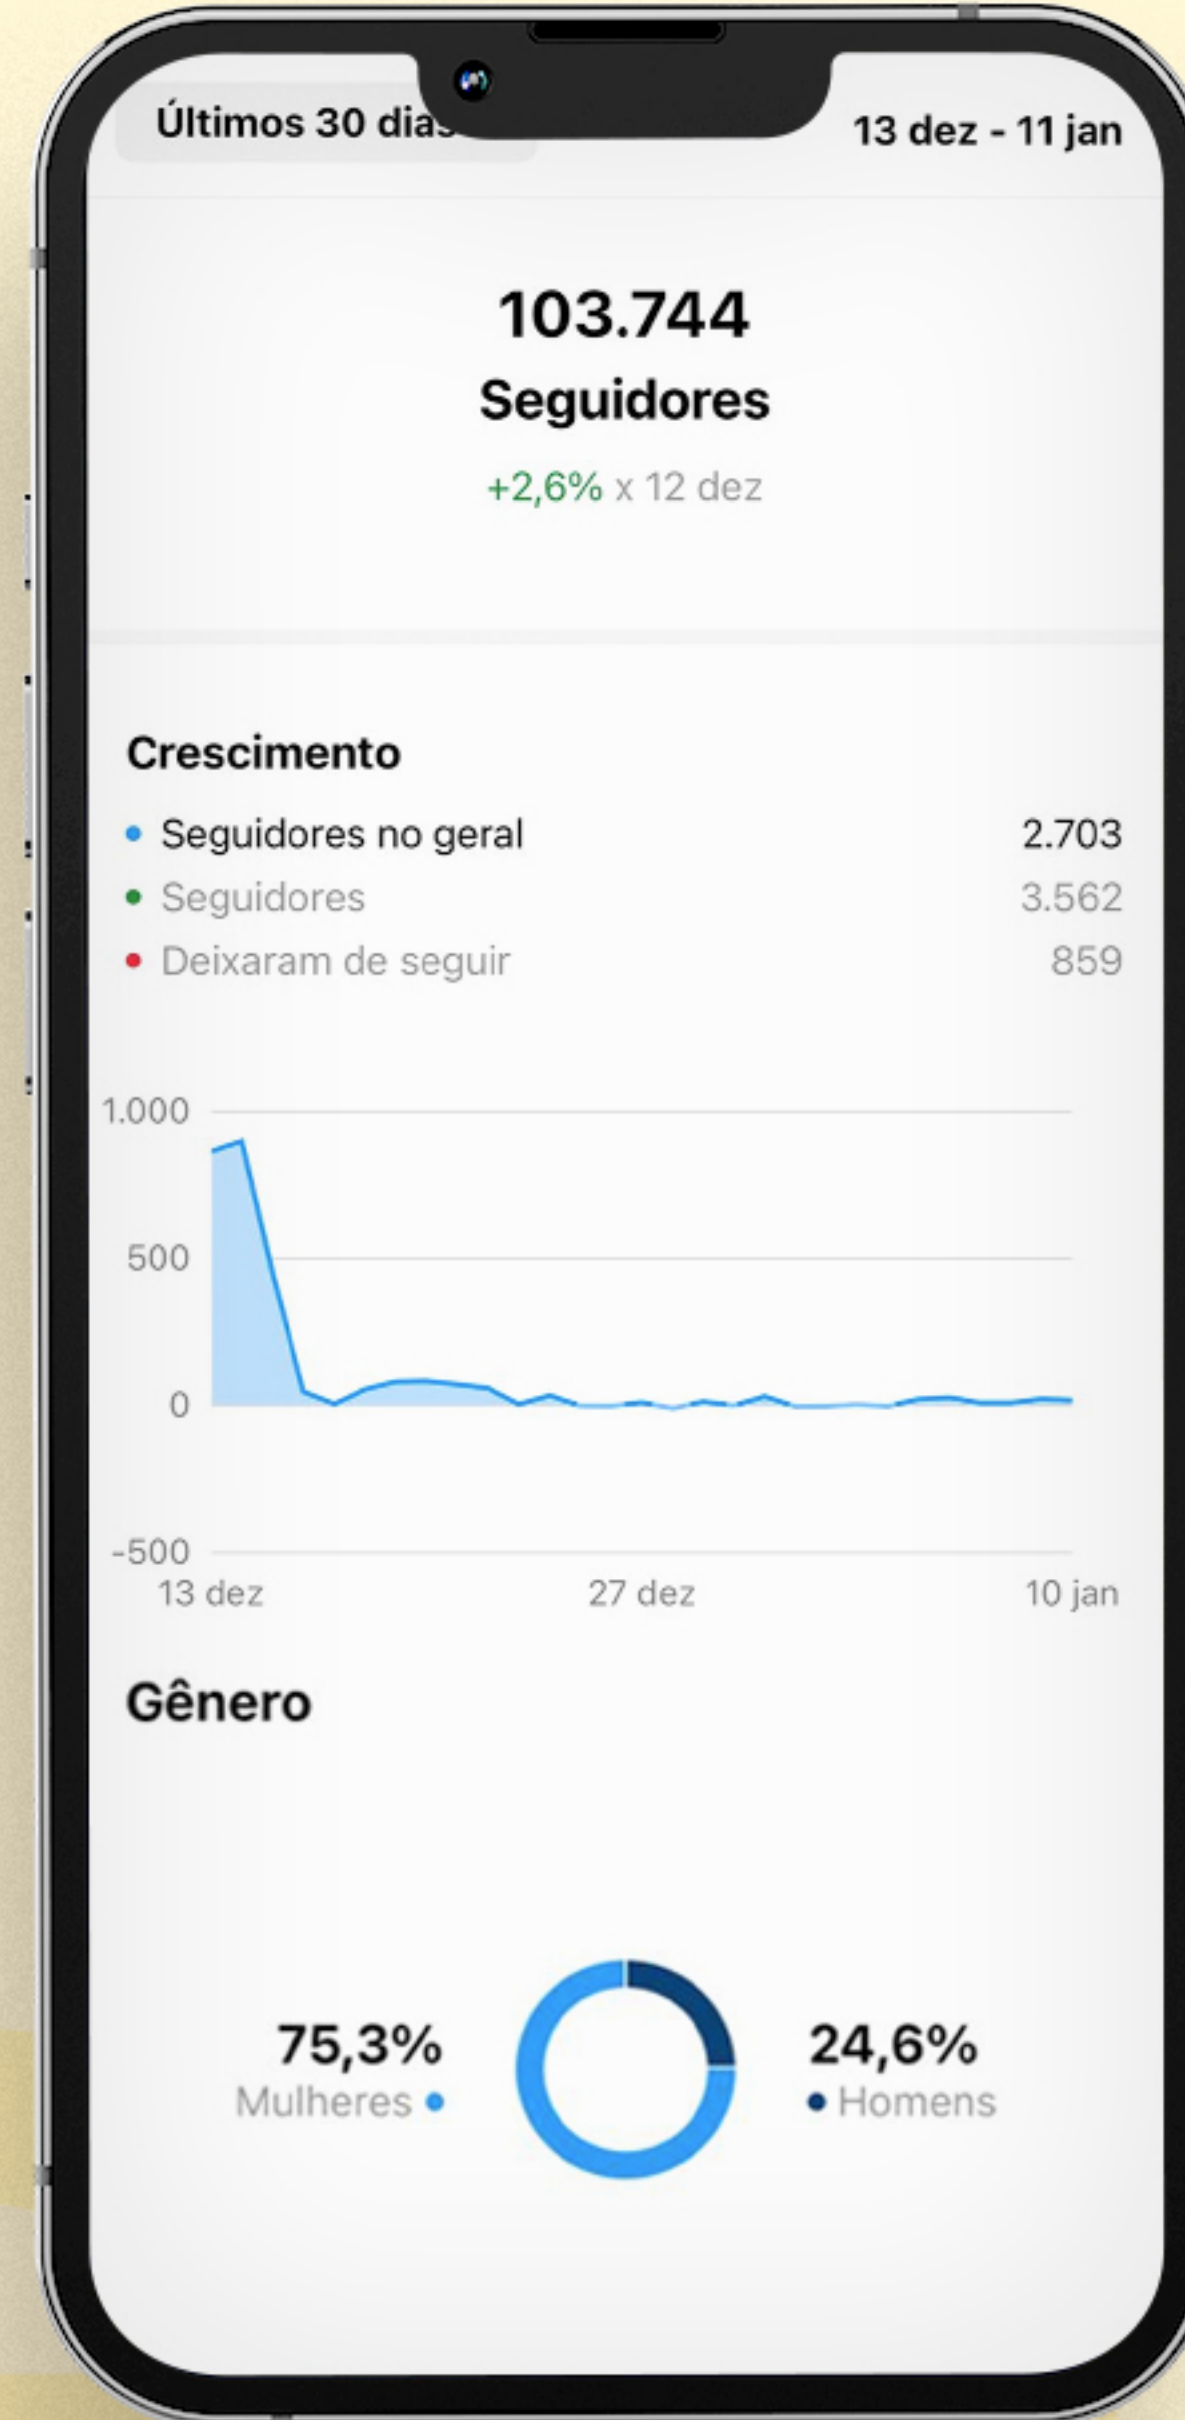 Últimos 30 dias
13 dez - 11 jan
103.744
Seguidores
+2,6% x 12 dez
Crescimento
Seguidores no geral 2.703
Seguidores 3.562
Deixaram de seguir 859
1.000
500
0
-500
13 dez 27 dez 10 jan
Gênero
75,3% 24,6%
Mulheres Homens